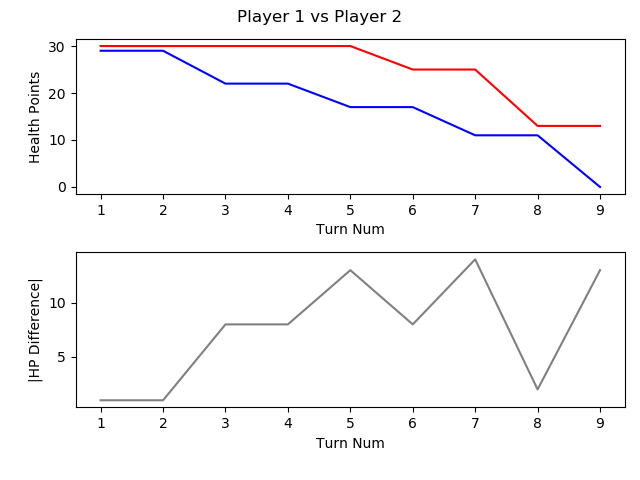 Player 1 vs Player 2
30
20
10
0
Health Points
1 2 3 4 5 6 7 8 9
Turn Num
10
5
|HP Difference|
1 2 3 4 5 6 7 8 9
Turn Num